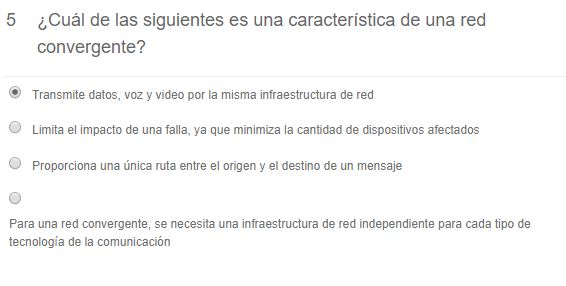 5 ¿Cuál de las siguientes es una característica de una red
convergente?
Transmite datos, voz y video por la misma infraestructura de red
Limita el impacto de una falla, ya que minimiza la cantidad de dispositivos afectados
Proporciona una única ruta entre el origen y el destino de un mensaje
Para una red convergente, se necesita una infraestructura de red independiente para cada tipo de
tecnología de la comunicación